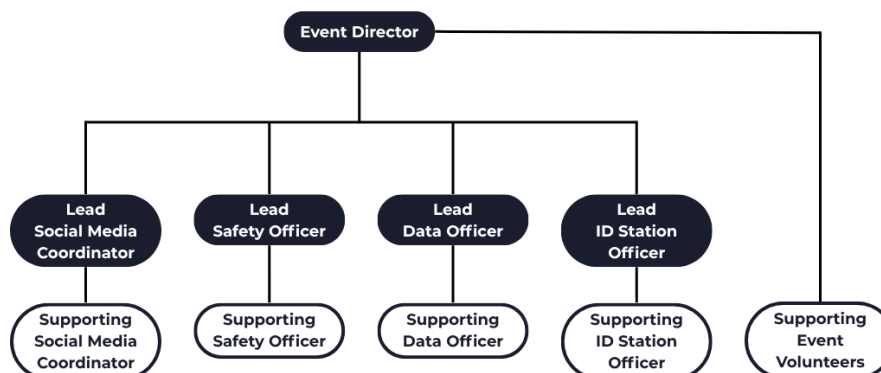 Event Director
Lead
Social Media
Coordinator
Lead
Safety Officer
Lead
Data Officer
Lead
ID Station
Officer
Supporting
Social Media
Coordinator
Supporting
Safety Officer
Supporting
Data Officer
Supporting
ID Station
Officer
Supporting
Event
Volunteers